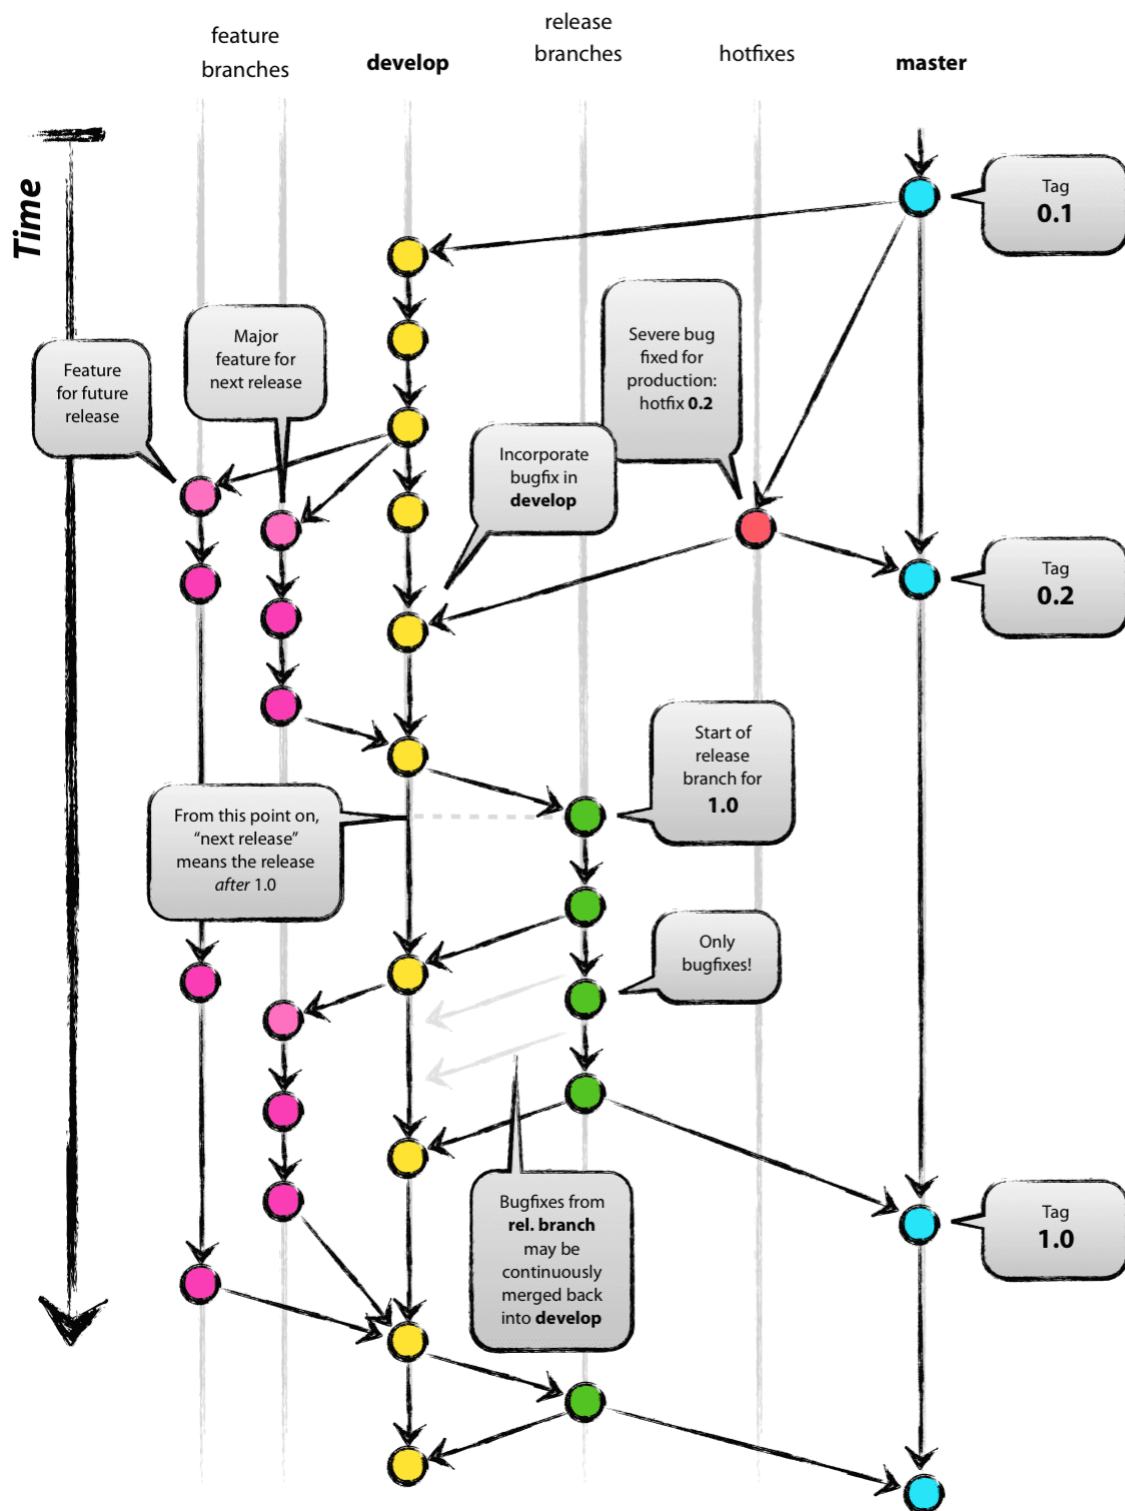 feature
branches
develop
release
branches
hotfixes
master
Time
Tag
0.1
Major
feature for
next release
Feature
for future
release
Severe bug
fixed for
production:
hotfix 0.2
Incorporate
bugfix in
develop
Tag
0.2
Start of
release
branch for
1.0
From this point on,
“next release”
means the release
after 1.0
Only
bugfixes!
Bugfixes from
rel. branch
may be
continuously
merged back
into develop
Tag
1.0